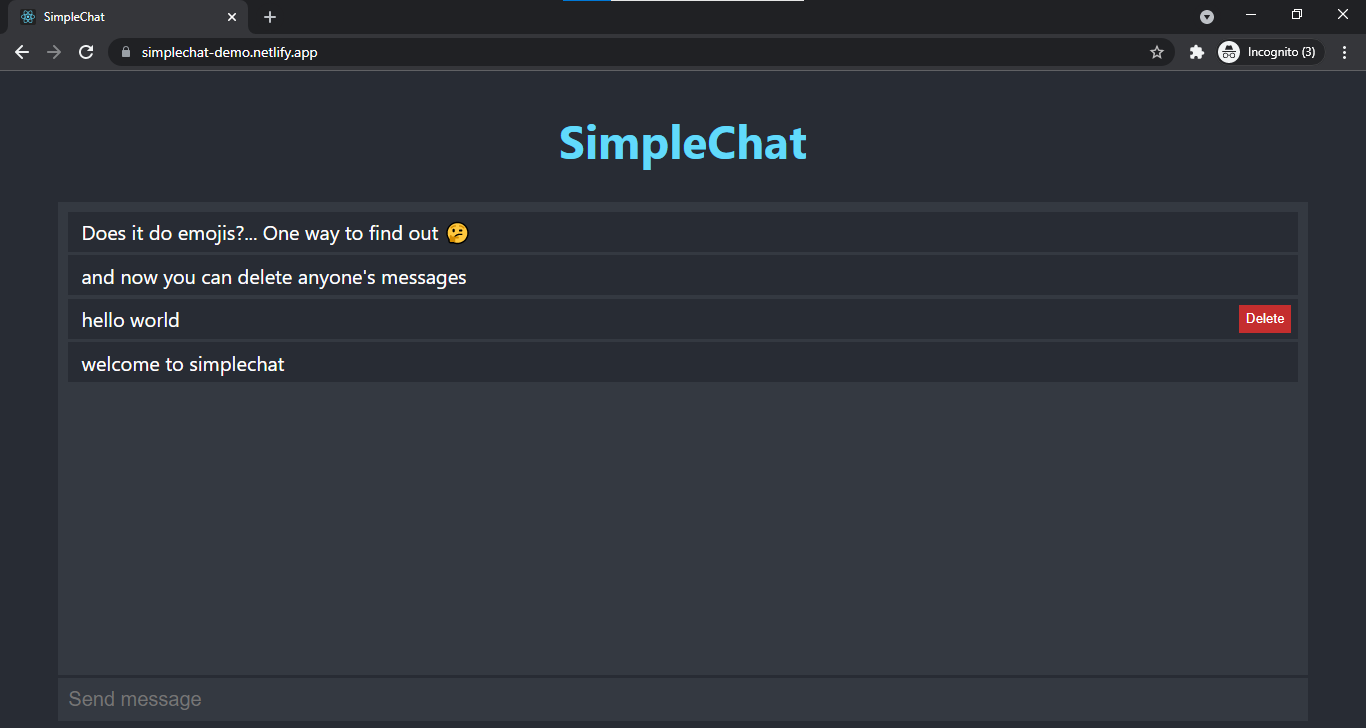 SimpleChat
simplechat-demo.netlify.app
Incognito (3)
SimpleChat
Does it do emojis?... One way to find out 🤔
and now you can delete anyone's messages
hello world
Delete
welcome to simplechat
Send message